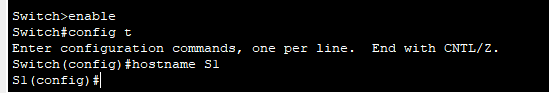 Switch>enable
Switch#config t
Enter configuration commands, one per line.  End with CNTL/Z.
Switch(config)#hostname S1
S1(config)#